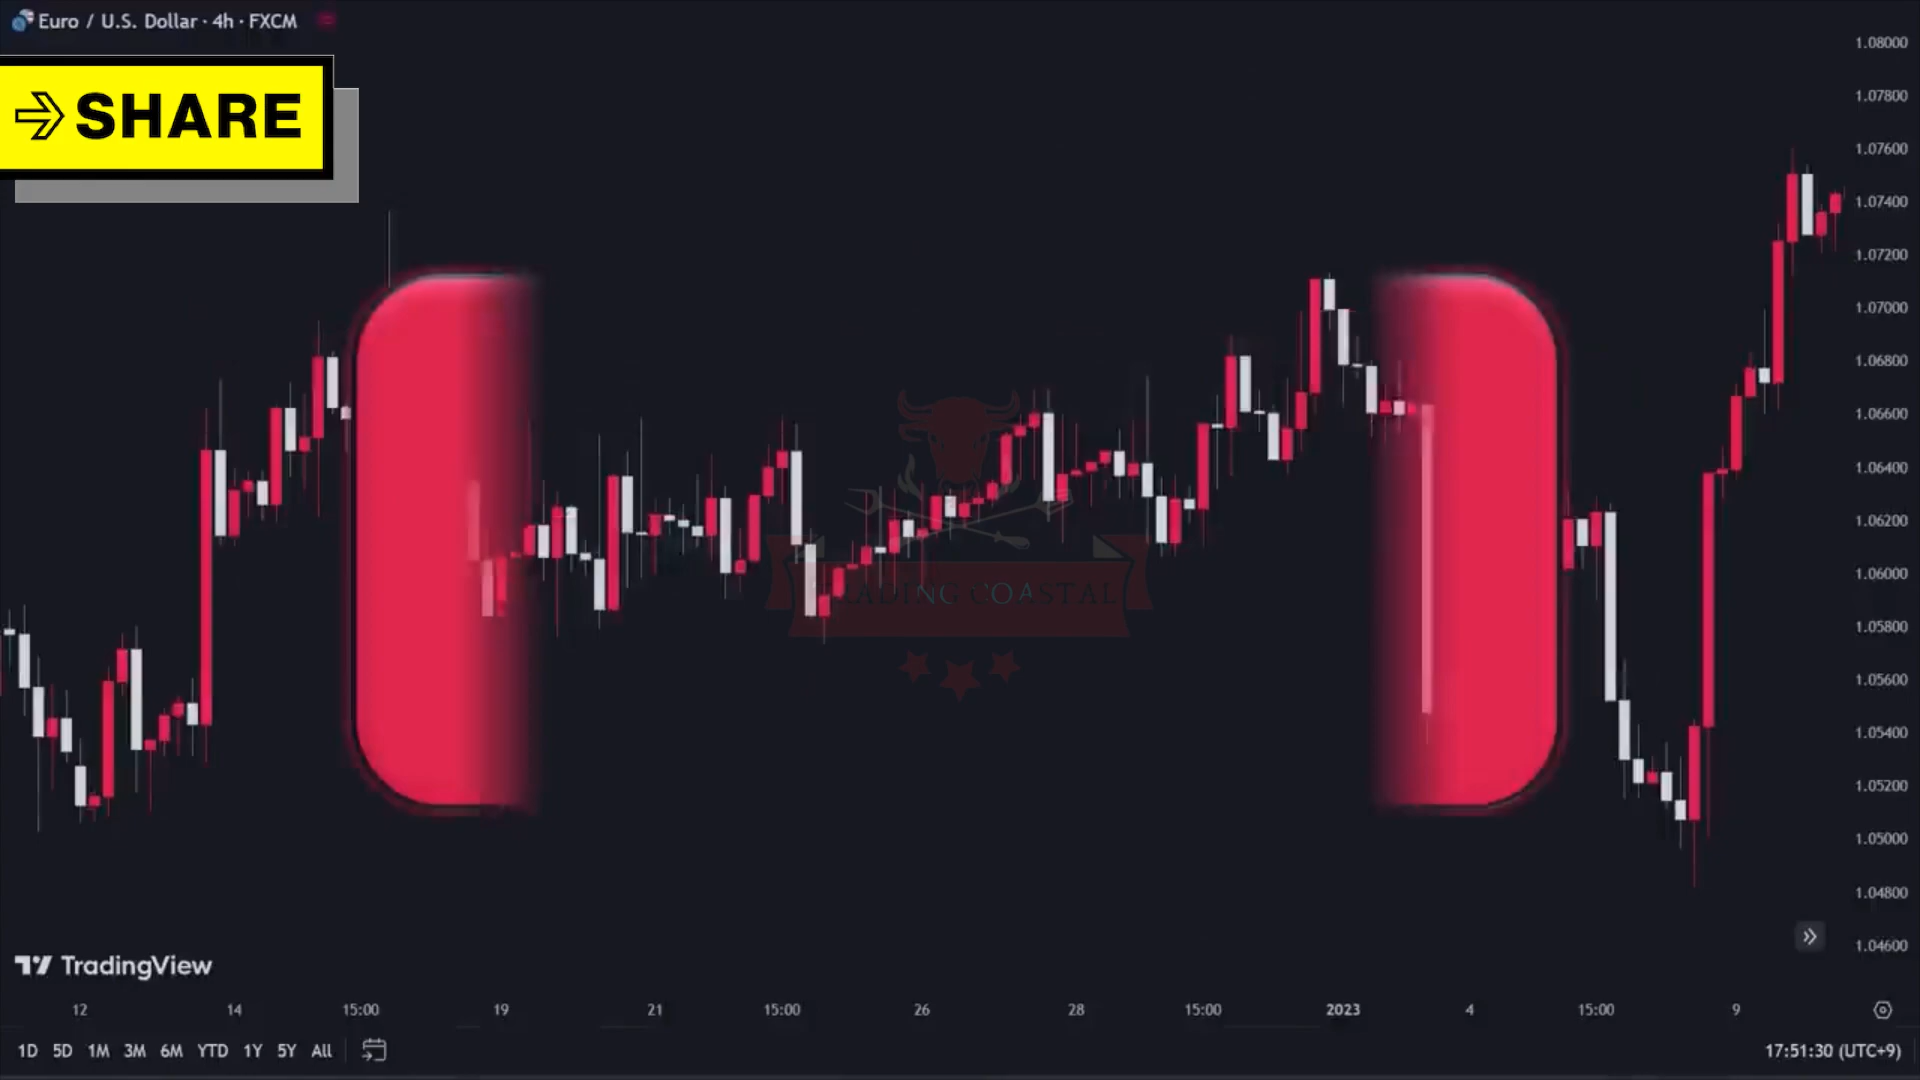 Euro / U.S. Dollar · 4h · FXCM
SHARE
1.08000
1.07800
1.07600
1.07400
1.07200
1.07000
1.06800
1.06600
1.06400
1.06200
1.06000
1.05800
1.05600
1.05400
1.05200
1.05000
1.04800
1.04600
TRADING COASTAL
TradingView
12 14 15:00 19 21 15:00 26 28 15:00 2023 4 15:00 9
1D 5D 1M 3M 6M YTD 1Y 5Y All
17:51:30 (UTC+9)